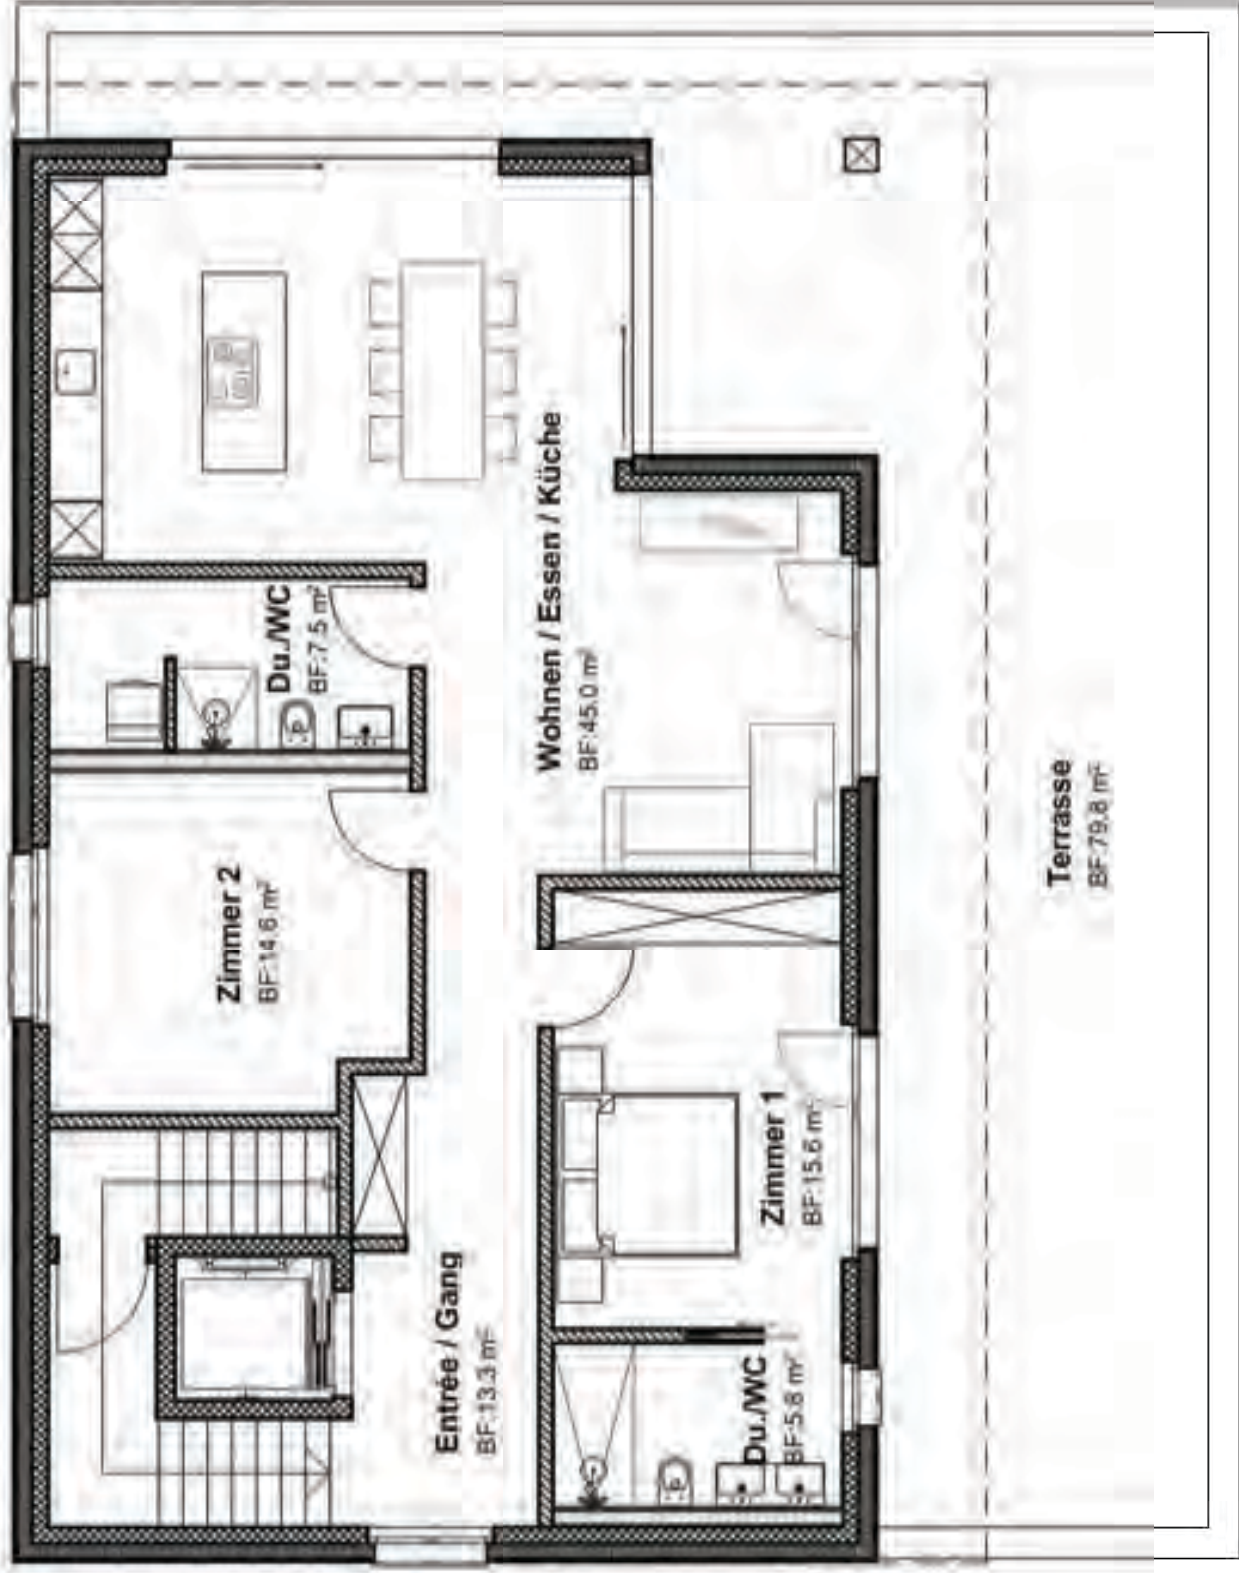 Du./WC
BF:7.5 m²
Wohnen / Essen / Küche
BF:45.0 m²
Zimmer 2
BF:14.6 m²
Terrasse
BF:79.8 m²
Zimmer 1
BF:15.6 m²
Entrée / Gang
BF:13.3 m²
Du./WC
BF:5.8 m²